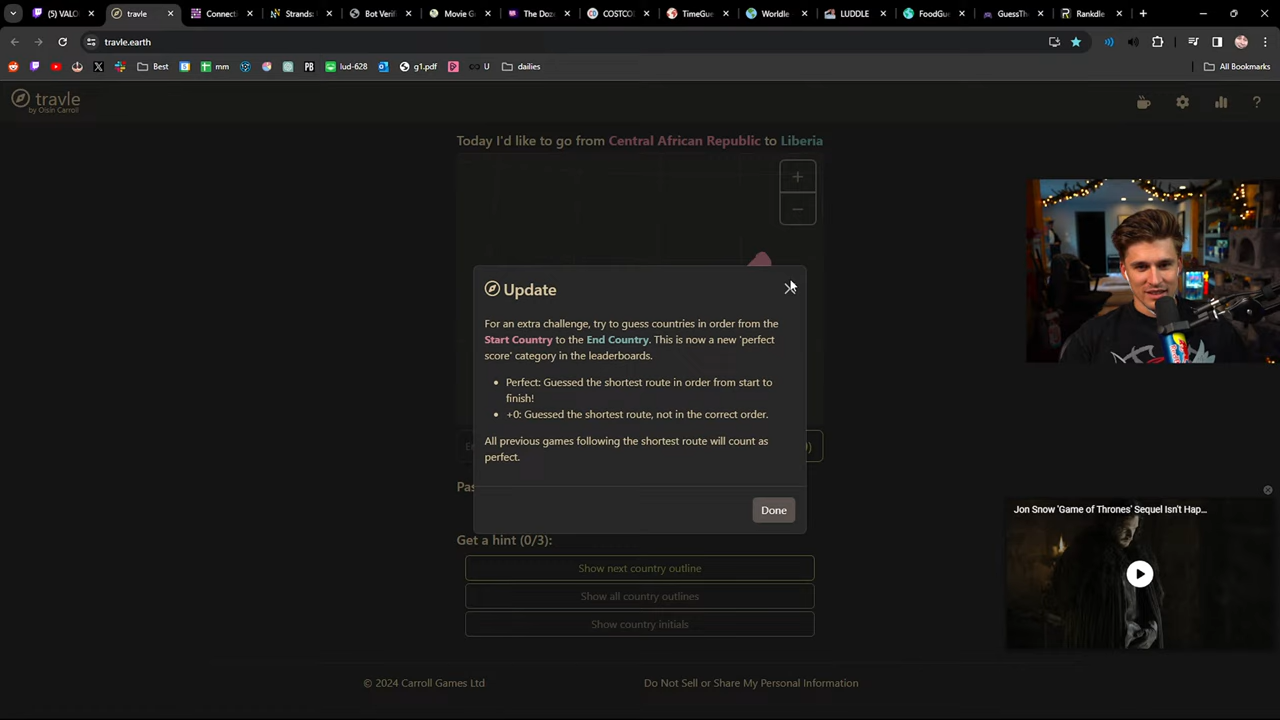 (5) VALO
travle
Connecti
Strands:
Bot Verif
Movie G
The Doz
COSTCO
TimeGue
Worldle
LUDDLE
FoodGue
GuessTh
Rankdle
travle.earth
Best
mm
lud-628
g1.pdf
U
dailies
All Bookmarks
travle
by Oisín Carroll
Today I'd like to go from Central African Republic to Liberia
Update
For an extra challenge, try to guess countries in order from the
Start Country to the End Country. This is now a new 'perfect
score' category in the leaderboards.
• Perfect: Guessed the shortest route in order from start to
finish!
• +0: Guessed the shortest route, not in the correct order.
All previous games following the shortest route will count as
perfect.
Done
Get a hint (0/3):
Show next country outline
Show all country outlines
Show country initials
Jon Snow 'Game of Thrones' Sequel Isn't Hap...
© 2024 Carroll Games Ltd
Do Not Sell or Share My Personal Information